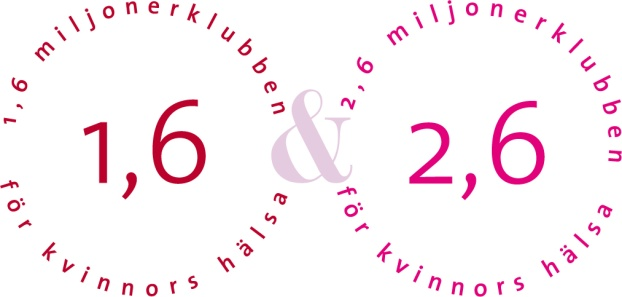 1,6 miljonerklubben
1,6
för kvinnors hälsa
&
2,6 miljonerklubben
2,6
för kvinnors hälsa